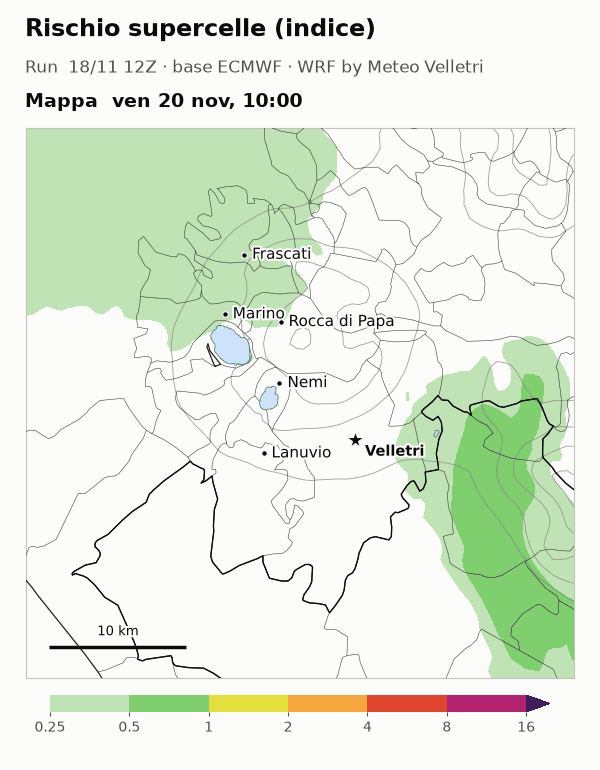 Rischio supercelle (indice)
Run 18/11 12Z · base ECMWF · WRF by Meteo Velletri
Mappa ven 20 nov, 10:00
Frascati
Marino
Rocca di Papa
Nemi
Velletri
Lanuvio
10 km
0.25 0.5 1 2 4 8 16